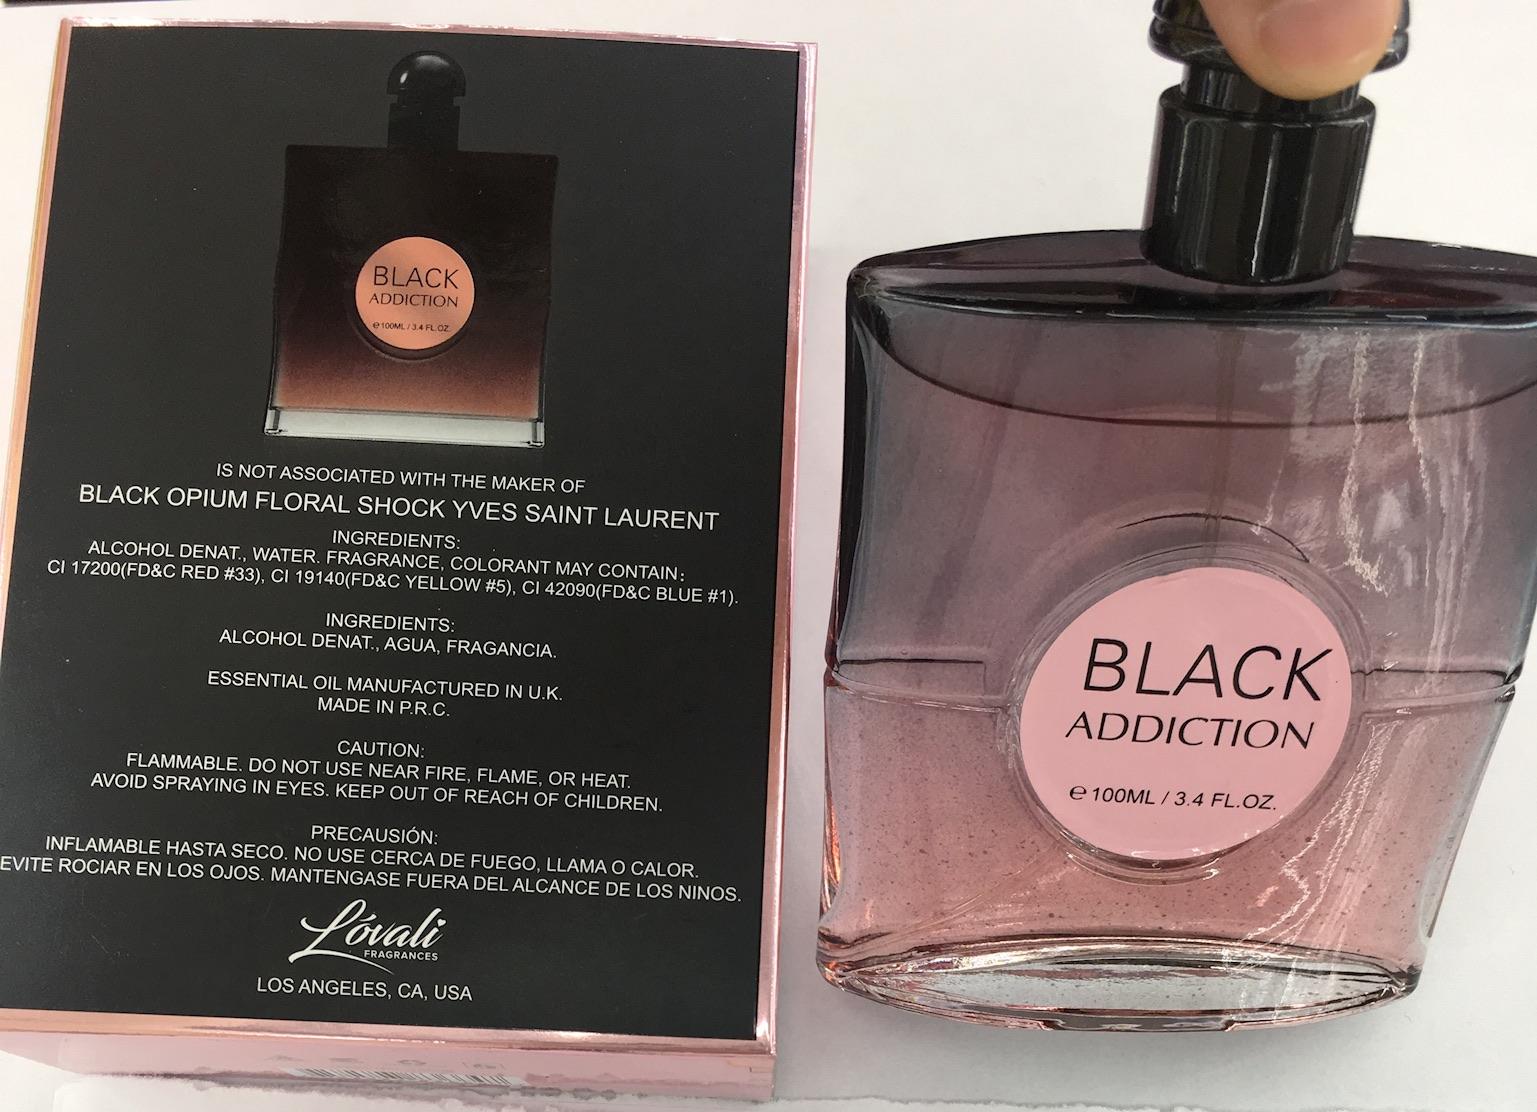 BLACK
ADDICTION
℮100ML / 3.4 FL.OZ.
IS NOT ASSOCIATED WITH THE MAKER OF
BLACK OPIUM FLORAL SHOCK YVES SAINT LAURENT
INGREDIENTS:
ALCOHOL DENAT., WATER. FRAGRANCE, COLORANT MAY CONTAIN:
CI 17200(FD&C RED #33), CI 19140(FD&C YELLOW #5), CI 42090(FD&C BLUE #1).
INGREDIENTS:
ALCOHOL DENAT., AGUA, FRAGANCIA.
ESSENTIAL OIL MANUFACTURED IN U.K.
MADE IN P.R.C.
CAUTION:
FLAMMABLE. DO NOT USE NEAR FIRE, FLAME, OR HEAT.
AVOID SPRAYING IN EYES. KEEP OUT OF REACH OF CHILDREN.
PRECAUSIÓN:
INFLAMABLE HASTA SECO. NO USE CERCA DE FUEGO, LLAMA O CALOR.
EVITE ROCIAR EN LOS OJOS. MANTENGASE FUERA DEL ALCANCE DE LOS NINOS.
Lóvali
FRAGRANCES
LOS ANGELES, CA, USA
BLACK
ADDICTION
℮100ML / 3.4 FL.OZ.